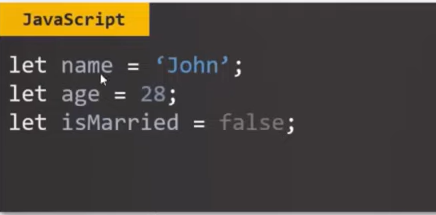 JavaScript
let name = ‘John’;
let age = 28;
let isMarried = false;